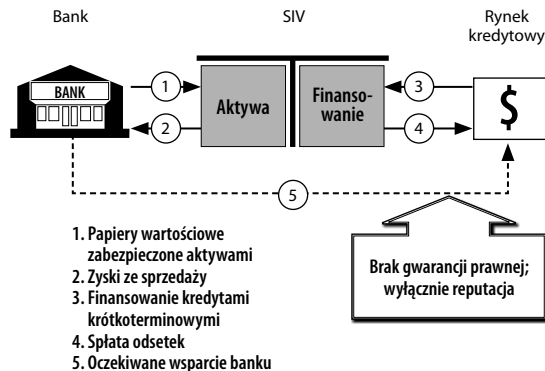 Bank
SIV
Rynek
kredytowy
BANK
1
2
Aktywa
Finanso-
wanie
3
4
$
5
1. Papiery wartościowe
zabezpieczone aktywami
2. Zyski ze sprzedaży
3. Finansowanie kredytami
krótkoterminowymi
4. Spłata odsetek
5. Oczekiwane wsparcie banku
Brak gwarancji prawnej;
wyłącznie reputacja